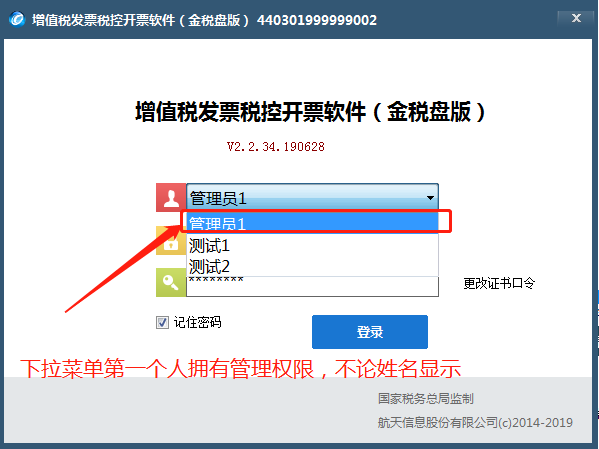 增值税发票税控开票软件（金税盘版） 440301999999002
增值税发票税控开票软件（金税盘版）
V2.2.34.190628
管理员1
管理员1
测试1
测试2
********
更改证书口令
记住密码
登录
下拉菜单第一个人拥有管理权限，不论姓名显示
国家税务总局监制
航天信息股份有限公司(c)2014-2019